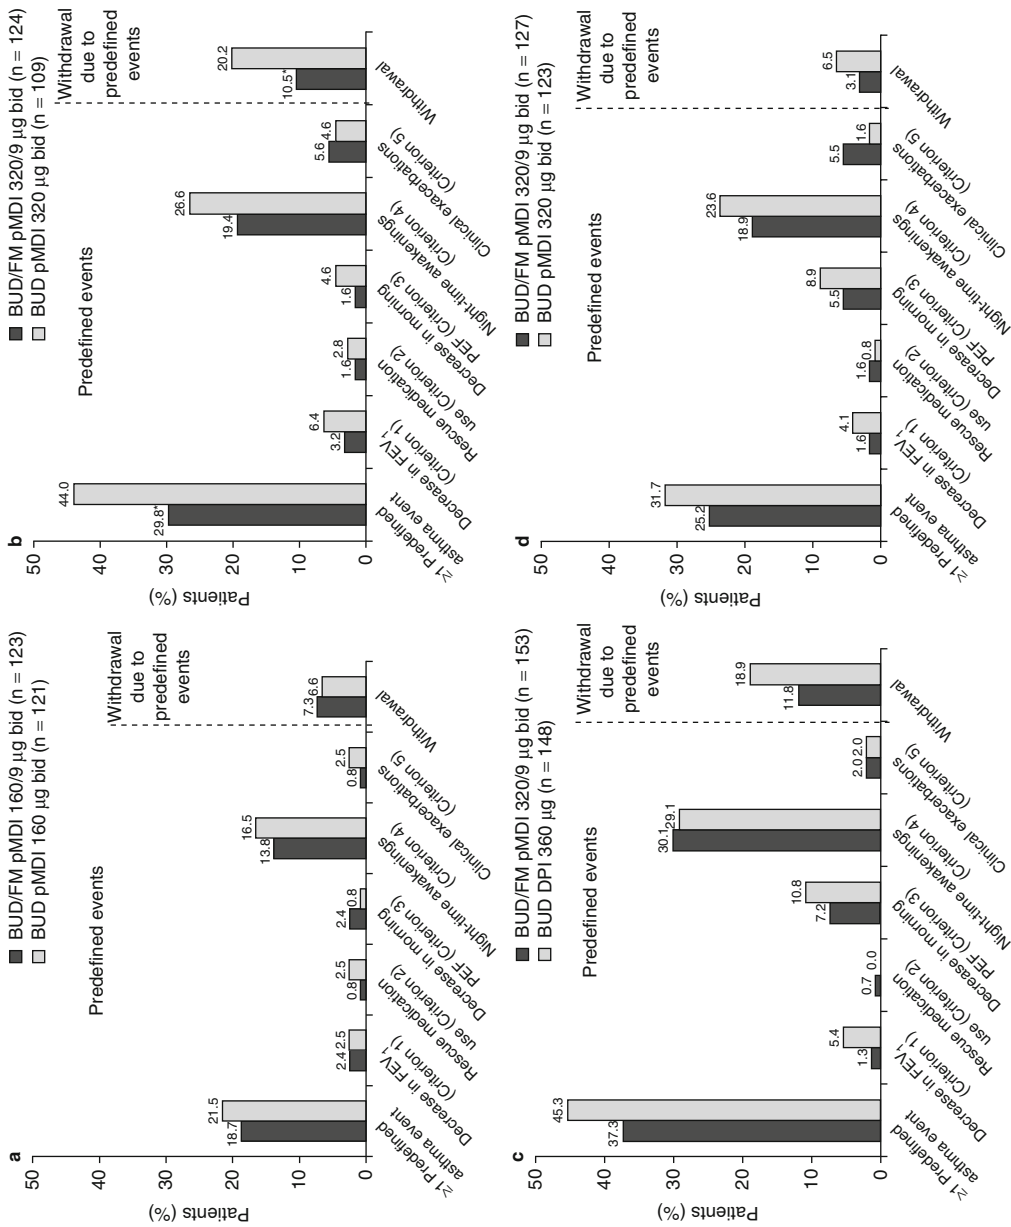 a
■ BUD/FM pMDI 160/9 μg bid (n = 123)
□ BUD pMDI 160 μg bid (n = 121)
Predefined events
Withdrawal
due to
predefined
events
Patients (%)
50
40
30
20
10
0
18.7
21.5
2.4
2.5
0.8
2.5
2.4
0.8
13.8
16.5
0.8
2.5
7.3
6.6
≥1 Predefined
asthma event
Decrease in FEV1
(Criterion 1)
Rescue medication
use (Criterion 2)
Decrease in morning
PEF (Criterion 3)
Night-time awakenings
(Criterion 4)
Clinical exacerbations
(Criterion 5)
Withdrawal
b
■ BUD/FM pMDI 320/9 μg bid (n = 124)
□ BUD pMDI 320 μg bid (n = 109)
Predefined events
Withdrawal
due to
predefined
events
Patients (%)
50
40
30
20
10
0
29.8*
44.0
3.2
6.4
1.6
2.8
1.6
4.6
19.4
26.6
5.6
4.6
10.5*
20.2
≥1 Predefined
asthma event
Decrease in FEV1
(Criterion 1)
Rescue medication
use (Criterion 2)
Decrease in morning
PEF (Criterion 3)
Night-time awakenings
(Criterion 4)
Clinical exacerbations
(Criterion 5)
Withdrawal
c
■ BUD/FM pMDI 320/9 μg bid (n = 153)
□ BUD DPI 360 μg (n = 148)
Predefined events
Withdrawal
due to
predefined
events
Patients (%)
50
40
30
20
10
0
37.3
45.3
1.3
5.4
0.7
0.0
7.2
10.8
30.1
29.1
2.0
2.0
11.8
18.9
≥1 Predefined
asthma event
Decrease in FEV1
(Criterion 1)
Rescue medication
use (Criterion 2)
Decrease in morning
PEF (Criterion 3)
Night-time awakenings
(Criterion 4)
Clinical exacerbations
(Criterion 5)
Withdrawal
d
■ BUD/FM pMDI 320/9 μg bid (n = 127)
□ BUD pMDI 320 μg bid (n = 123)
Predefined events
Withdrawal
due to
predefined
events
Patients (%)
50
40
30
20
10
0
25.2
31.7
1.6
4.1
1.6
0.8
5.5
8.9
18.9
23.6
5.5
1.6
3.1
6.5
≥1 Predefined
asthma event
Decrease in FEV1
(Criterion 1)
Rescue medication
use (Criterion 2)
Decrease in morning
PEF (Criterion 3)
Night-time awakenings
(Criterion 4)
Clinical exacerbations
(Criterion 5)
Withdrawal